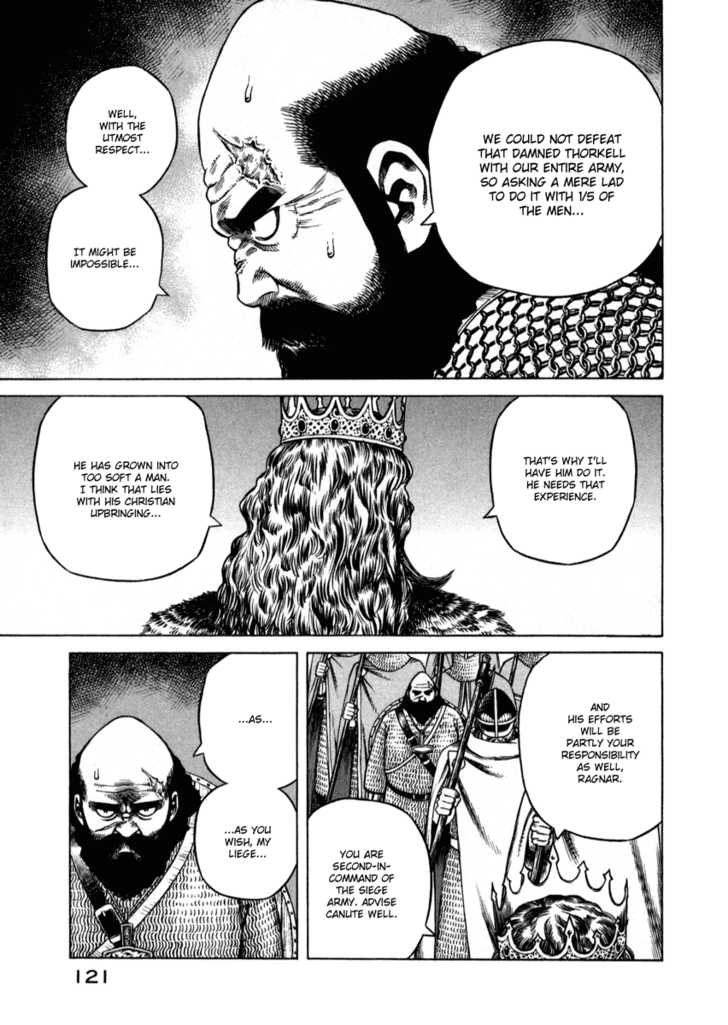 WE COULD NOT DEFEAT
THAT DAMNED THORKELL
WITH OUR ENTIRE ARMY,
SO ASKING A MERE LAD
TO DO IT WITH 1/5 OF
THE MEN...
WELL,
WITH THE
UTMOST
RESPECT...
IT MIGHT BE
IMPOSSIBLE...
THAT'S WHY I'LL
HAVE HIM DO IT.
HE NEEDS THAT
EXPERIENCE.
HE HAS GROWN INTO
TOO SOFT A MAN.
I THINK THAT LIES
WITH HIS CHRISTIAN
UPBRINGING...
AND
HIS EFFORTS
WILL BE
PARTLY YOUR
RESPONSIBILITY
AS WELL,
RAGNAR.
YOU ARE
SECOND-IN-
COMMAND OF
THE SIEGE
ARMY. ADVISE
CANUTE WELL.
...AS...
...AS YOU
WISH, MY
LIEGE...
121